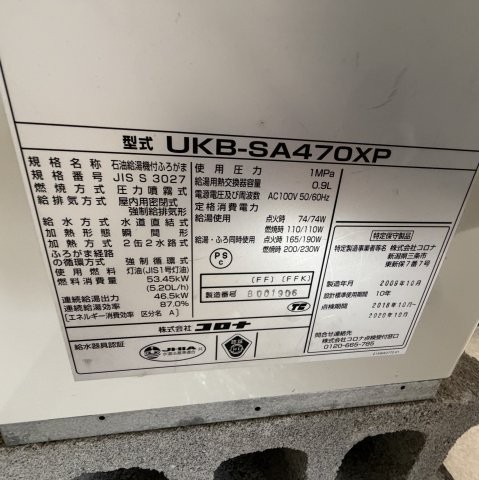 型式 UKB-SA470XP
規格名称 石油給湯機付ふろがま
規格番号 JIS S 3027
燃焼方式 圧力噴霧式
給排気方式 屋内用密閉式
強制給排気形
給水方式 水道直結式
加熱形態 瞬間形
加熱方式 2缶2水路式
ふろがま経路
の循環方式 強制循環式
使用燃料 灯油(JIS1号灯油)
燃料消費量 53.45kW
(5.20L/h)
連続給湯出力 46.5kW
連続給湯効率 87.0%
[エネルギー消費効率 区分 A]
使用圧力 1MPa
給湯用熱交換器容量 0.9L
電源電圧及び周波数 AC100V 50/60Hz
定格消費電力
給湯使用 点火時 74/74W
燃焼時 110/110W
給湯・ふろ同時使用 点火時 165/190W
燃焼時 200/230W
PS
C
(FF) (FFK)
製造番号 B001906
株式会社 コロナ
給水器具認証
JHIA
特定保守製品
特定製造事業者等名 株式会社コロナ
新潟県三条市
東新保7番7号
製造年月 2009年10月
設計標準使用期間 10年
点検期間 2018年10月~
2020年10月
問合せ連絡先
株式会社コロナ点検受付窓口
0120-665-785